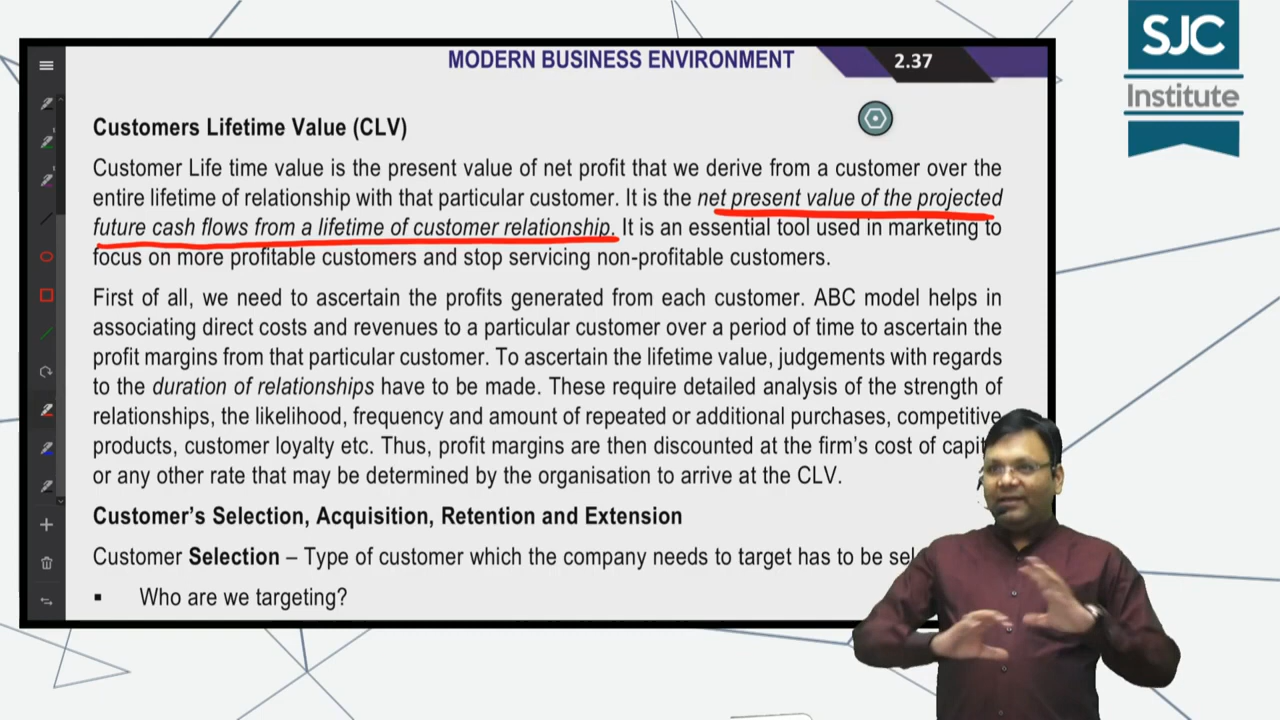 SJC
Institute
MODERN BUSINESS ENVIRONMENT 2.37
Customers Lifetime Value (CLV)
Customer Life time value is the present value of net profit that we derive from a customer over the
entire lifetime of relationship with that particular customer. It is the net present value of the projected
future cash flows from a lifetime of customer relationship. It is an essential tool used in marketing to
focus on more profitable customers and stop servicing non-profitable customers.
First of all, we need to ascertain the profits generated from each customer. ABC model helps in
associating direct costs and revenues to a particular customer over a period of time to ascertain the
profit margins from that particular customer. To ascertain the lifetime value, judgements with regards
to the duration of relationships have to be made. These require detailed analysis of the strength of
relationships, the likelihood, frequency and amount of repeated or additional purchases, competitive
products, customer loyalty etc. Thus, profit margins are then discounted at the firm's cost of
or any other rate that may be determined by the organisation to arrive at the CLV.
Customer's Selection, Acquisition, Retention and Extension
Customer Selection – Type of customer which the company needs to target has to be
▪ Who are we targeting?